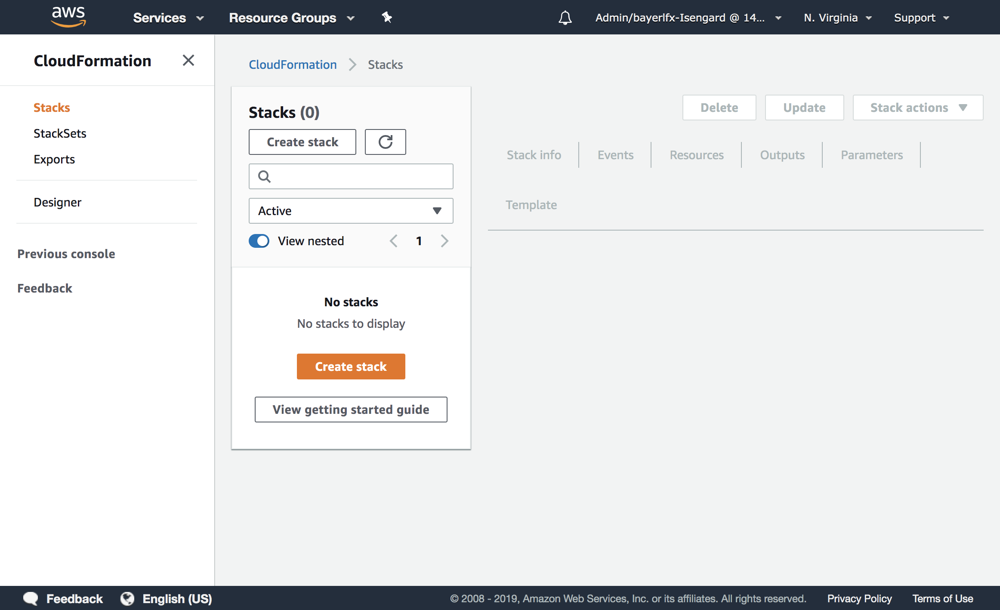 aws
Services
Resource Groups
Admin/bayerlfx-Isengard @ 14...
N. Virginia
Support
CloudFormation
Stacks
StackSets
Exports
Designer
Previous console
Feedback
CloudFormation
Stacks
Stacks (0)
Create stack
Active
View nested
1
No stacks
No stacks to display
Create stack
View getting started guide
Delete
Update
Stack actions
Stack info
Events
Resources
Outputs
Parameters
Template
Feedback
English (US)
© 2008 - 2019, Amazon Web Services, Inc. or its affiliates. All rights reserved.
Privacy Policy
Terms of Use